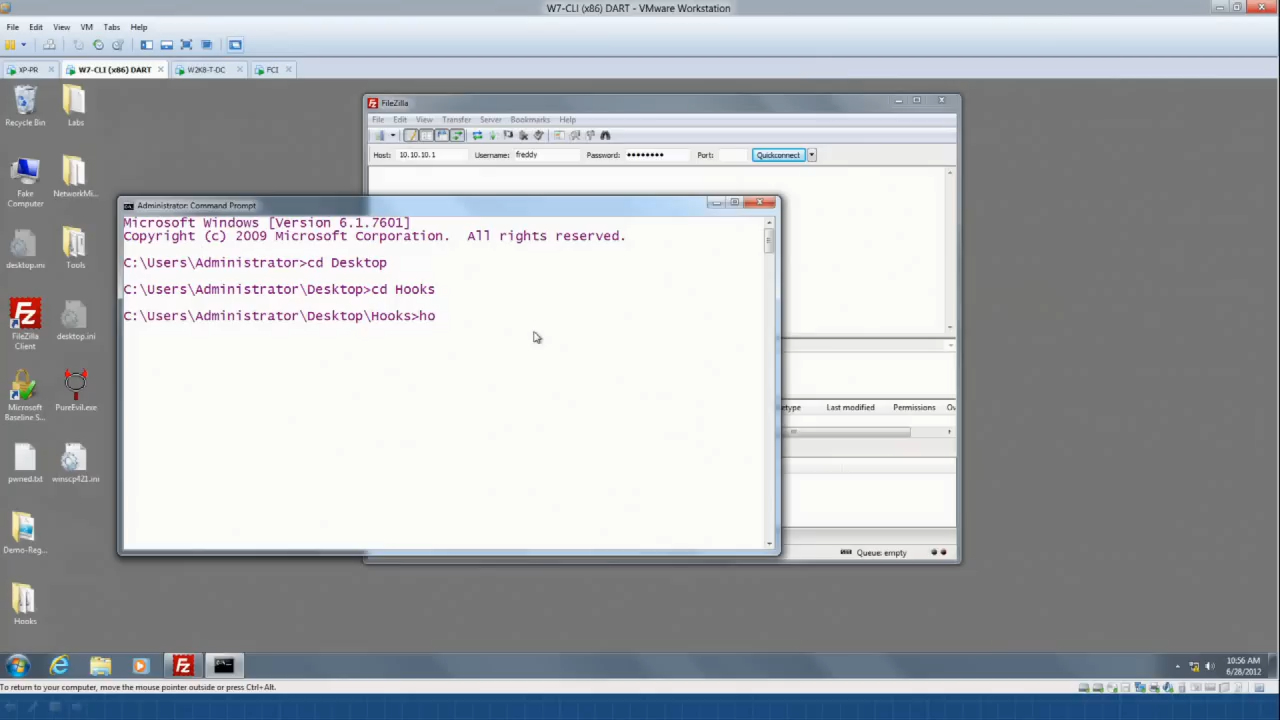 W7-CLI (x86) DART - VMware Workstation
File Edit View VM Tabs Help
XP-PR W7-CLI (x86) DART W2K8-T-DC FCI
Recycle Bin
Labs
Fake Computer
NetworkMi...
desktop.ini
Tools
FileZilla Client
desktop.ini
Microsoft Baseline S...
PureEvil.exe
pwned.txt
winscp421.ini
Demo-Reg...
Hooks
FileZilla
File Edit View Transfer Server Bookmarks Help
Host: 10.10.10.1 Username: freddy Password: •••••••• Port: Quickconnect
Administrator: Command Prompt
Microsoft Windows [Version 6.1.7601]
Copyright (c) 2009 Microsoft Corporation. All rights reserved.
C:\Users\Administrator>cd Desktop
C:\Users\Administrator\Desktop>cd Hooks
C:\Users\Administrator\Desktop\Hooks>ho
Last modified Permissions
Queue: empty
10:56 AM
6/28/2012
To return to your computer, move the mouse pointer outside or press Ctrl+Alt.